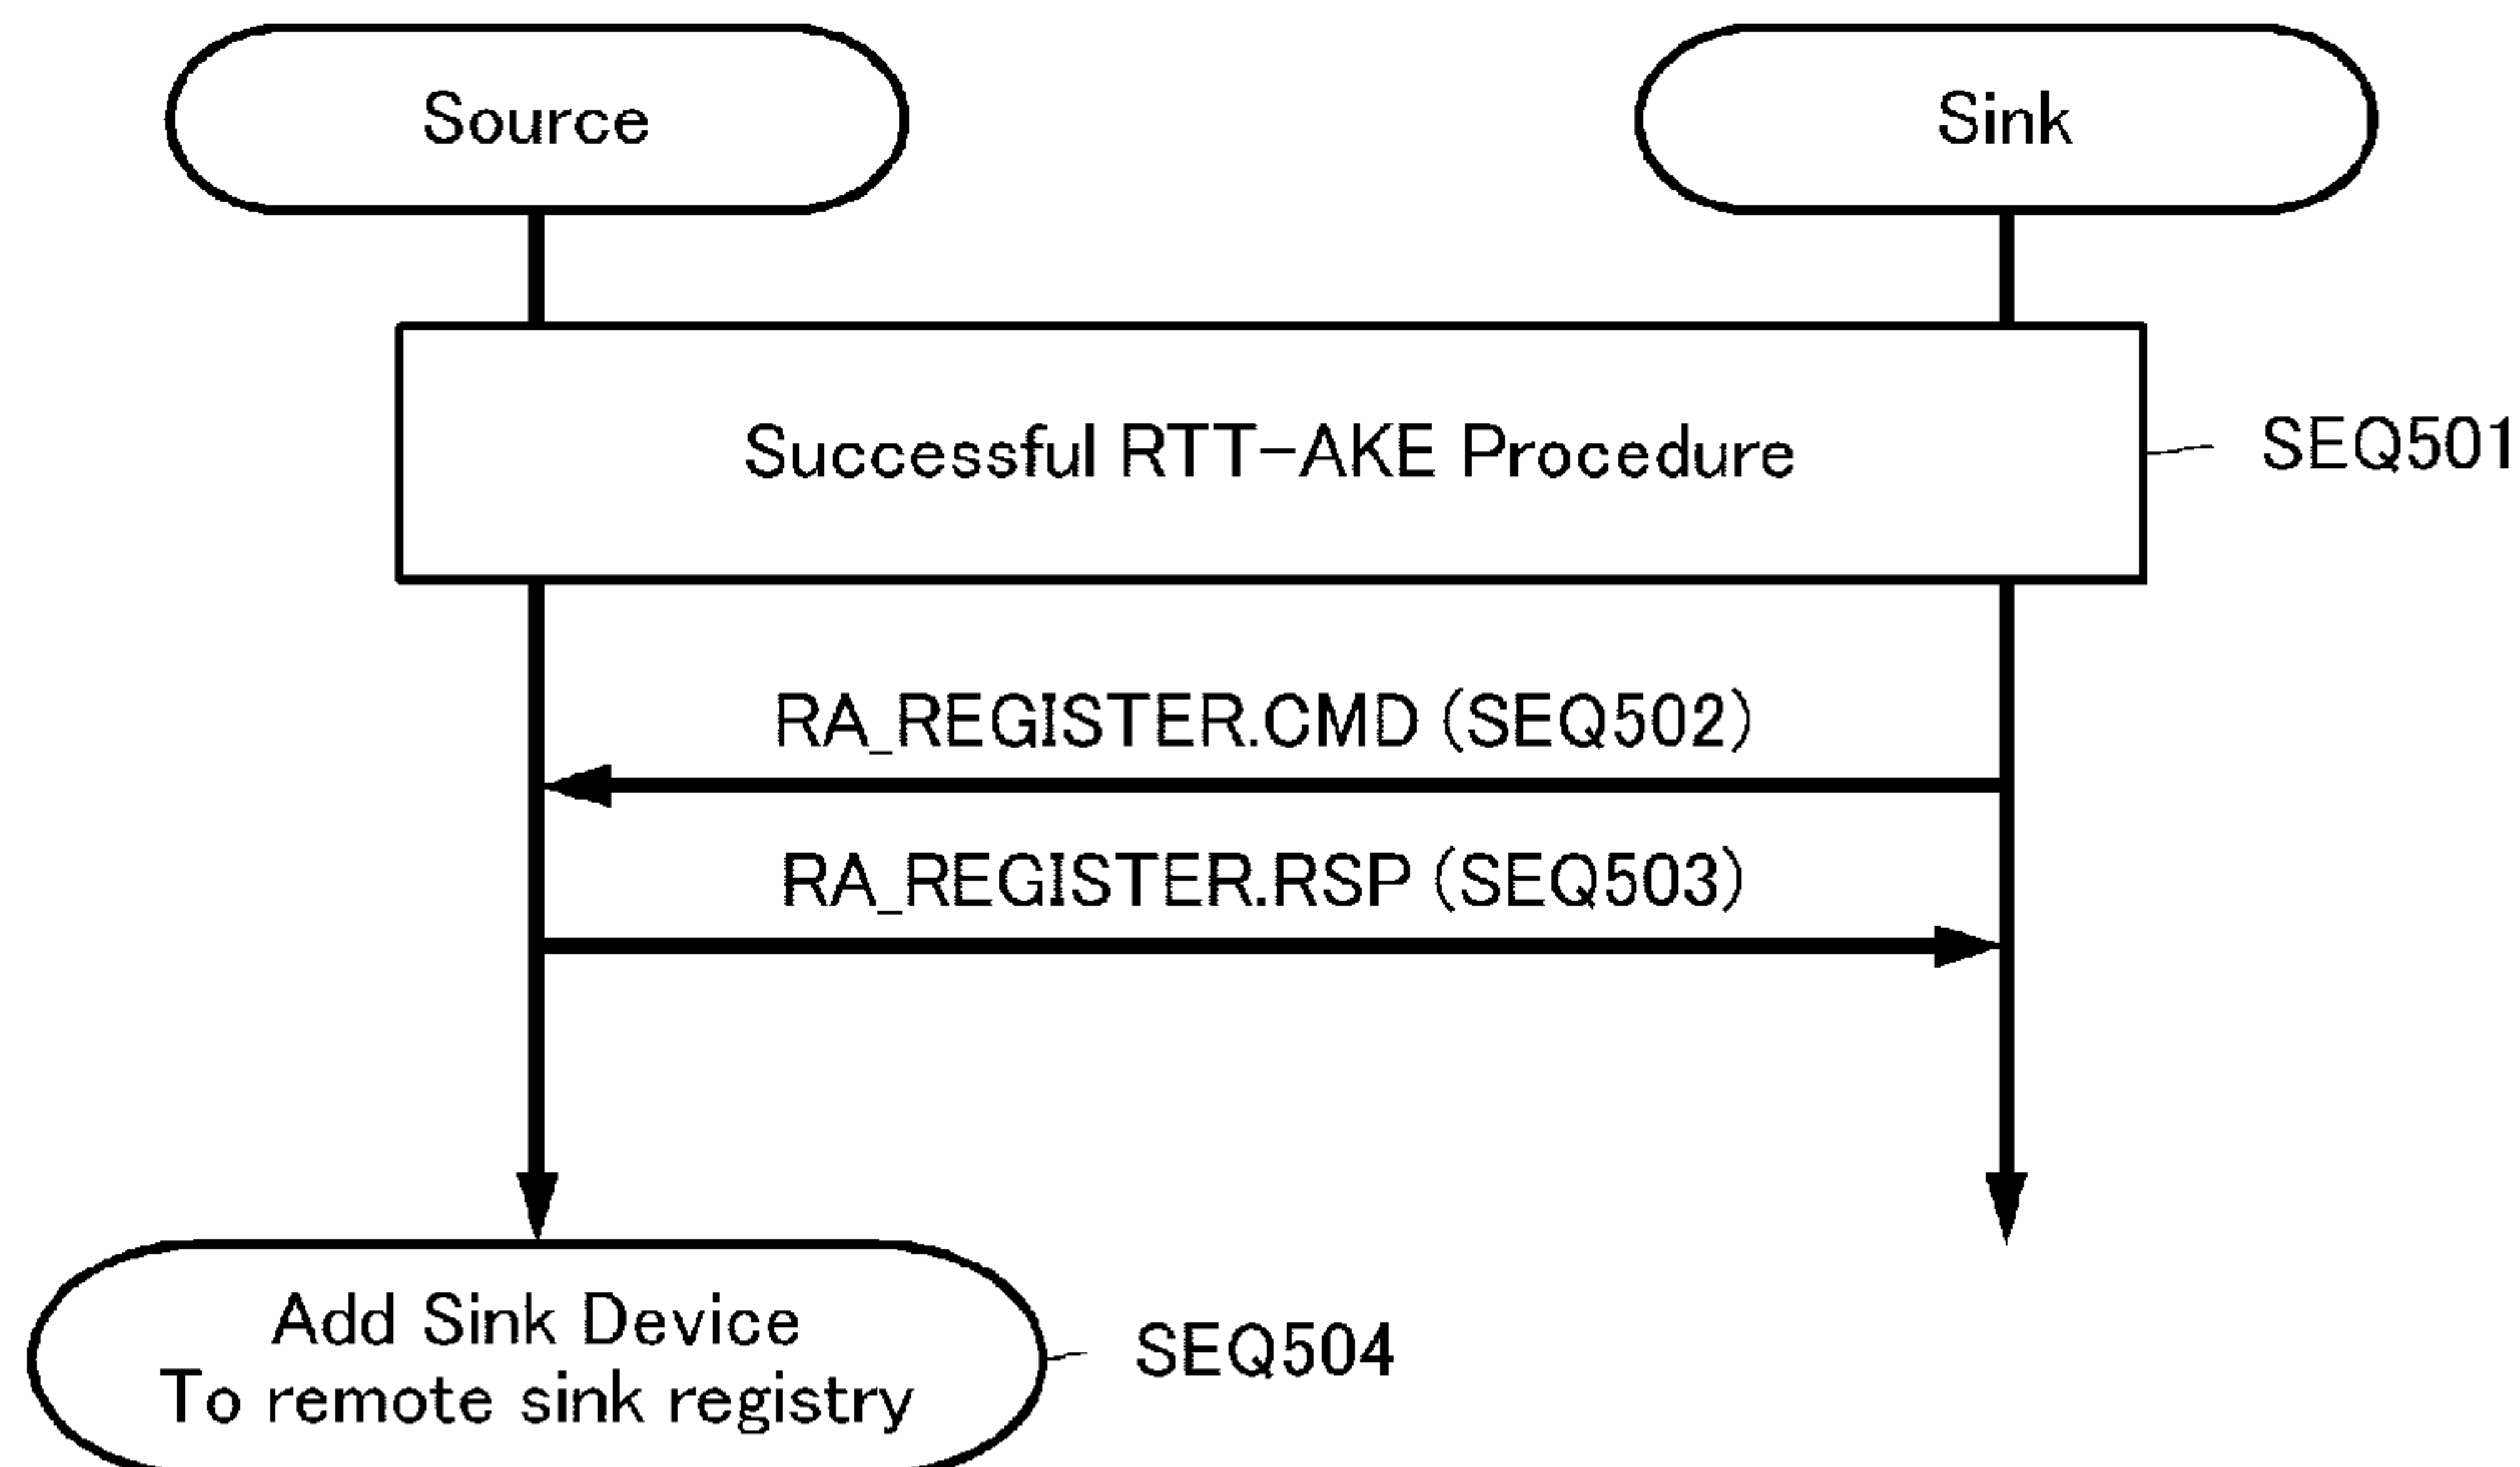 Source
Sink
Successful RTT-AKE Procedure
SEQ501
RA_REGISTER.CMD (SEQ502)
RA_REGISTER.RSP (SEQ503)
Add Sink Device
To remote sink registry
SEQ504